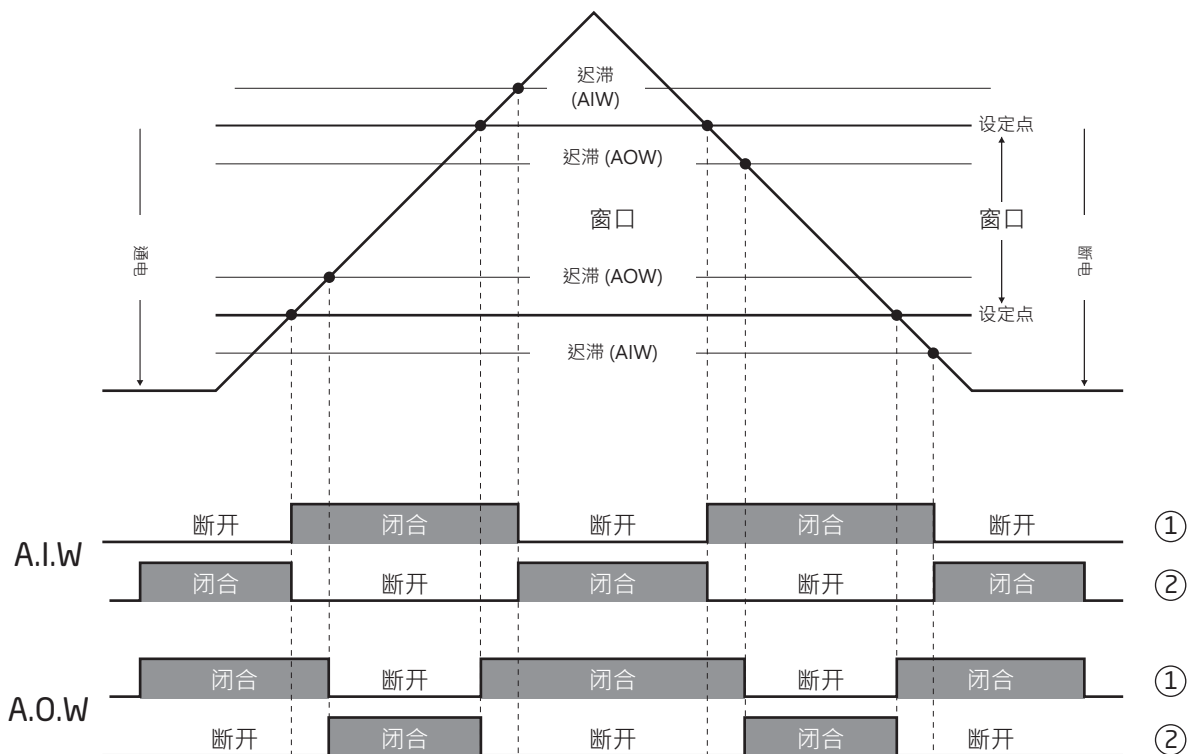 迟滞
(AIW)
设定点
迟滞 (AOW)
窗口
窗口
通电
断电
迟滞 (AOW)
设定点
迟滞 (AIW)
A.I.W
断开 闭合 断开 闭合 断开 ①
闭合 断开 闭合 断开 闭合 ②
A.O.W
闭合 断开 闭合 断开 闭合 ①
断开 闭合 断开 闭合 断开 ②